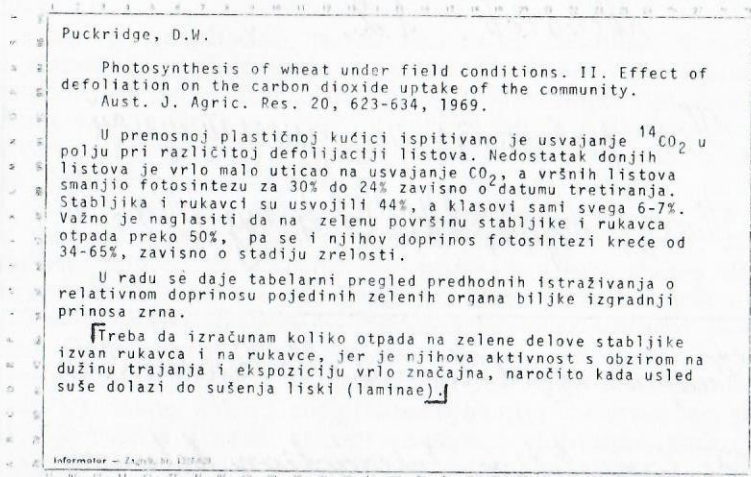 Puckridge, D.W.
Photosynthesis of wheat under field conditions. II. Effect of
defoliation on the carbon dioxide uptake of the community.
Aust. J. Agric. Res. 20, 623-634, 1969.
U prenosnoj plastičnoj kućici ispitivano je usvajanje ¹⁴CO₂ u
polju pri različitoj defolijaciji listova. Nedostatak donjih
listova je vrlo malo uticao na usvajanje CO₂, a vršnih listova
smanjio fotosintezu za 30% do 24% zavisno o datumu tretiranja.
Stabljika i rukavci su usvojili 44%, a klasovi sami svega 6-7%.
Važno je naglasiti da na zelenu površinu stabljike i rukavca
otpada preko 50%, pa se i njihov doprinos fotosintezi kreće od
34-65%, zavisno o stadiju zrelosti.
U radu se daje tabelarni pregled predhodnih istraživanja o
relativnom doprinosu pojedinih zelenih organa biljke izgradnji
prinosa zrna.
Treba da izračunam koliko otpada na zelene delove stabljike
izvan rukavca i na rukavce, jer je njihova aktivnost s obzirom na
dužinu trajanja i ekspoziciju vrlo značajna, naročito kada usled
suše dolazi do sušenja liski (laminae).
Informator — Zagreb,